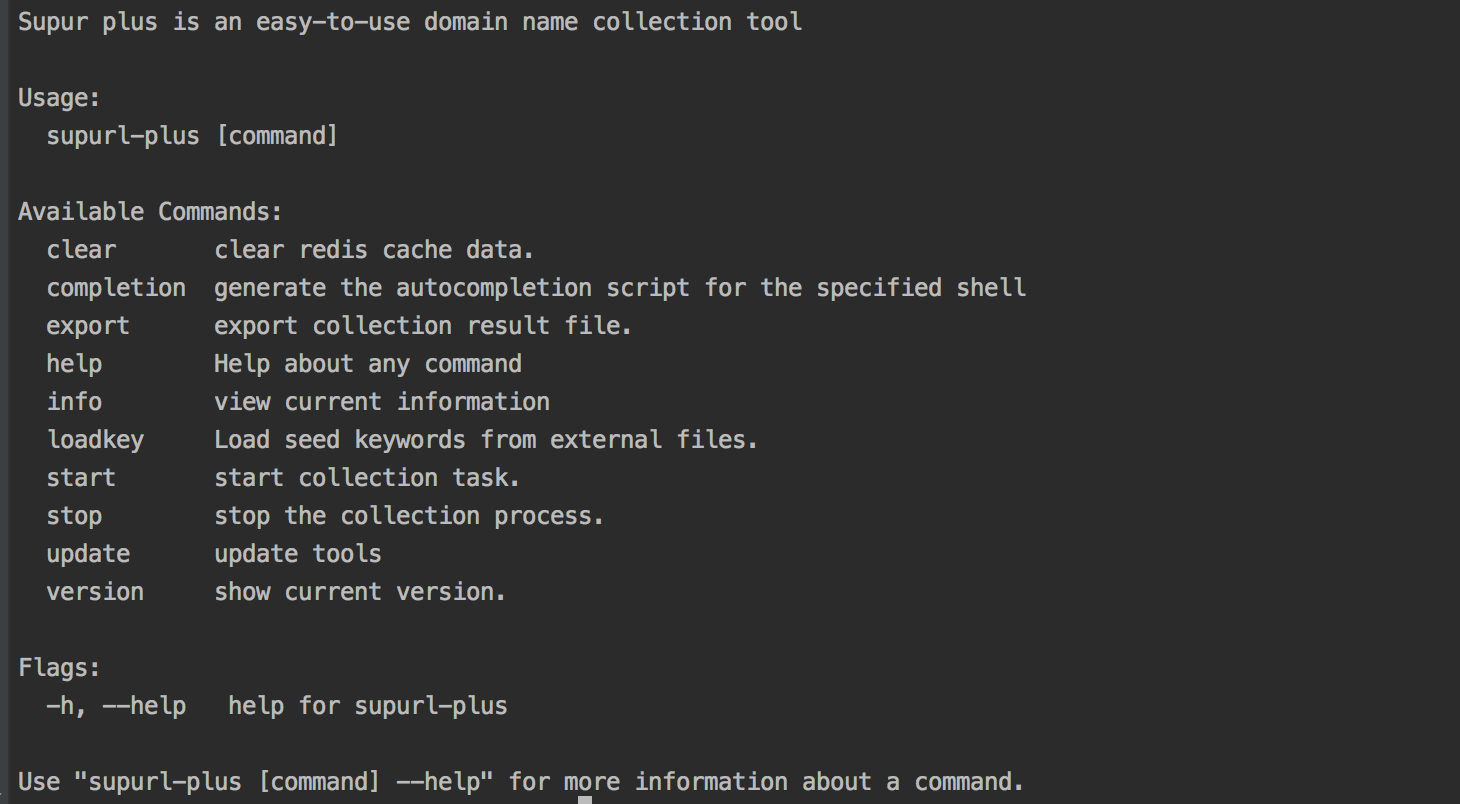 Supur plus is an easy-to-use domain name collection tool
Usage:
supurl-plus [command]
Available Commands:
clear clear redis cache data.
completion generate the autocompletion script for the specified shell
export export collection result file.
help Help about any command
info view current information
loadkey Load seed keywords from external files.
start start collection task.
stop stop the collection process.
update update tools
version show current version.
Flags:
-h, --help help for supurl-plus
Use "supurl-plus [command] --help" for more information about a command.